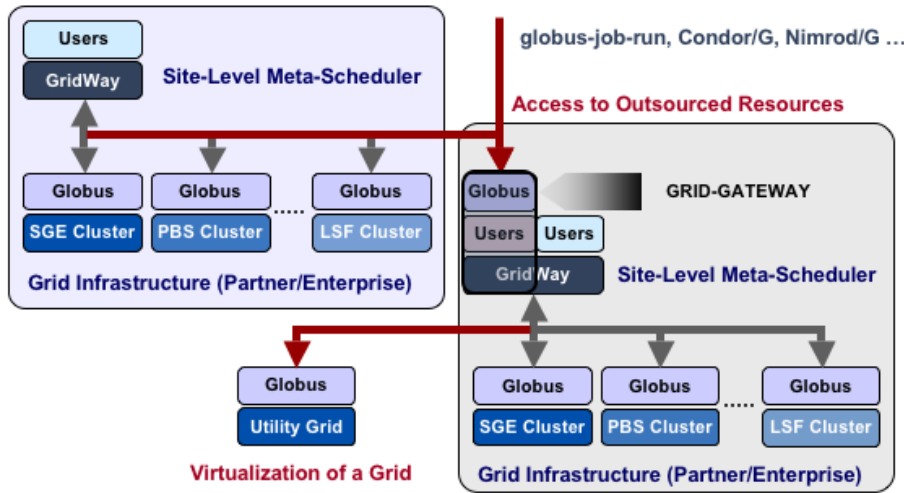 Users
GridWay
Site-Level Meta-Scheduler
globus-job-run, Condor/G, Nimrod/G ...
Access to Outsourced Resources
Globus
Globus
Globus
SGE Cluster
PBS Cluster
.....
LSF Cluster
Grid Infrastructure (Partner/Enterprise)
Globus
GRID-GATEWAY
Users
Users
GridWay
Site-Level Meta-Scheduler
Globus
Utility Grid
Virtualization of a Grid
Globus
Globus
Globus
SGE Cluster
PBS Cluster
.....
LSF Cluster
Grid Infrastructure (Partner/Enterprise)